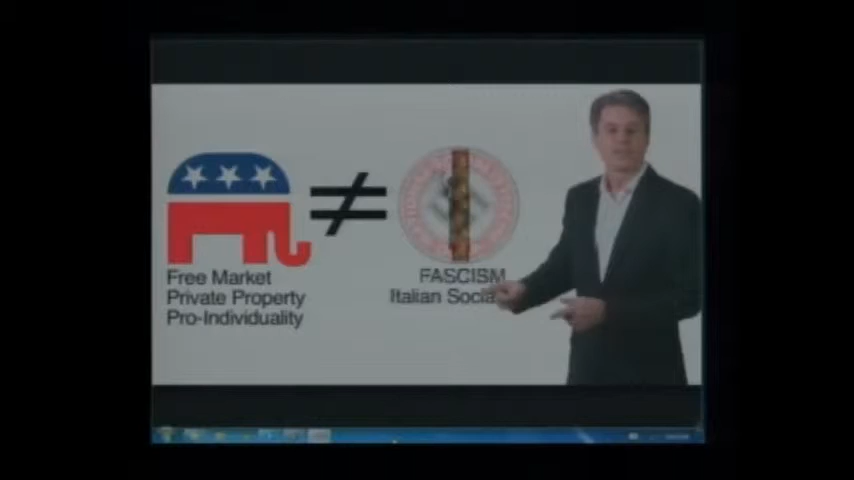 Free Market
Private Property
Pro-Individuality
FASCISM
Italian Socia